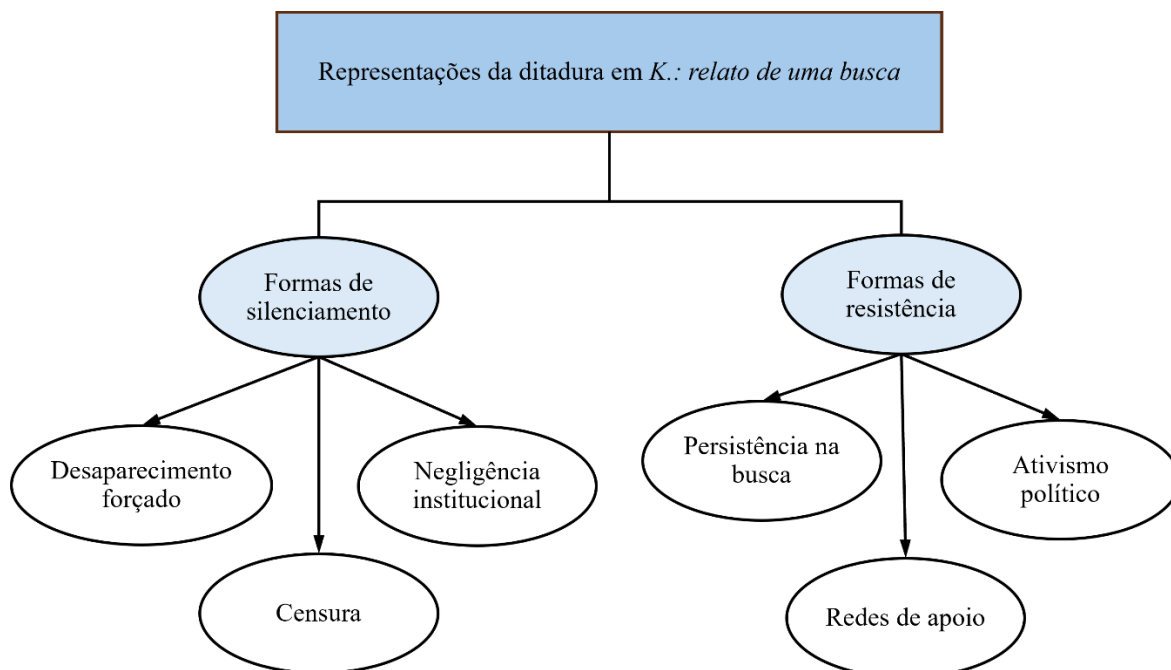 Representações da ditadura em K.: relato de uma busca
Formas de
silenciamento
Formas de
resistência
Desaparecimento
forçado
Negligência
institucional
Censura
Persistência na
busca
Ativismo
político
Redes de apoio